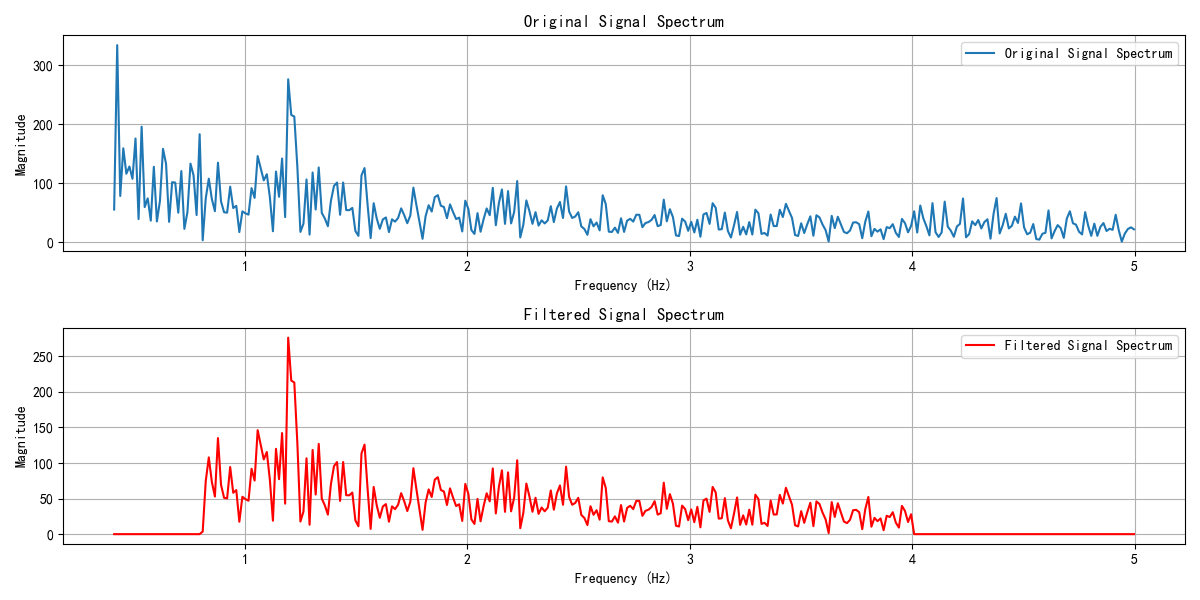 Original Signal Spectrum
Original Signal Spectrum
Magnitude
300
200
100
0
1
2
3
4
5
Frequency (Hz)
Filtered Signal Spectrum
Filtered Signal Spectrum
Magnitude
250
200
150
100
50
0
1
2
3
4
5
Frequency (Hz)